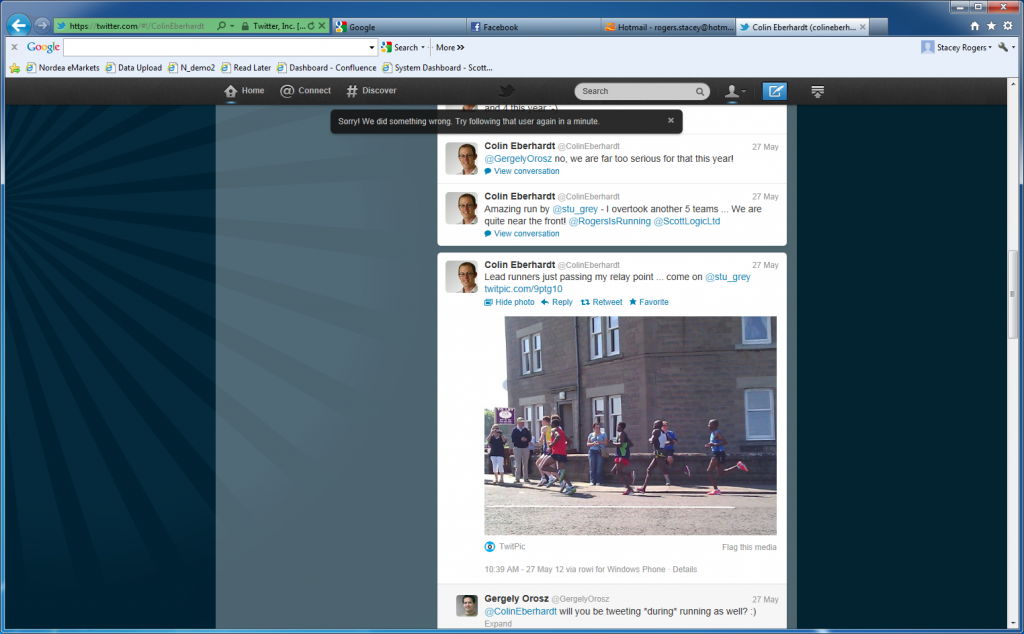 https://twitter.com/#!/ColinEberhardt
Twitter, Inc. [...
Google
Facebook
Hotmail - rogers.stacey@hotm...
Colin Eberhardt (colineberh...
x Google
Search
More »
Stacey Rogers
Nordea eMarkets
Data Upload
N_demo2
Read Later
Dashboard - Confluence
System Dashboard - Scott...
Home
@ Connect
# Discover
Search
and 4 this year :-)
Sorry! We did something wrong. Try following that user again in a minute.
Colin Eberhardt @ColinEberhardt 27 May
@GergelyOrosz no, we are far too serious for that this year!
View conversation
Colin Eberhardt @ColinEberhardt 27 May
Amazing run by @stu_grey - I overtook another 5 teams ... We are
quite near the front! @RogersIsRunning @ScottLogicLtd
View conversation
Colin Eberhardt @ColinEberhardt 27 May
Lead runners just passing my relay point ... come on @stu_grey
twitpic.com/9ptg10
Hide photo Reply Retweet Favorite
TwitPic Flag this media
10:39 AM - 27 May 12 via rowi for Windows Phone · Details
Gergely Orosz @GergelyOrosz 27 May
@ColinEberhardt will you be tweeting *during* running as well? :)
Expand